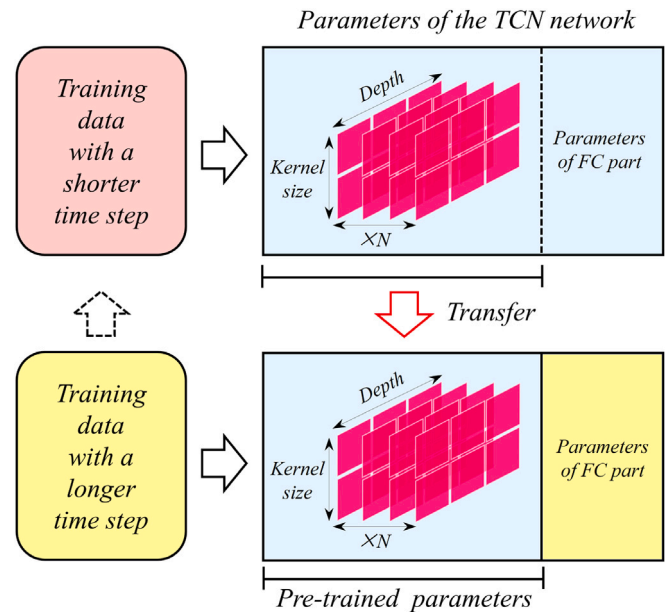 Parameters of the TCN network
Training
data
with a
shorter
time step
Depth
Kernel
size
×N
Parameters
of FC part
Transfer
Training
data
with a
longer
time step
Depth
Kernel
size
×N
Parameters
of FC part
Pre-trained parameters